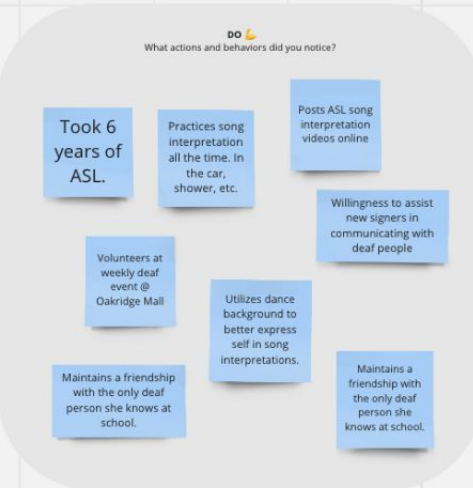 DO 💪
What actions and behaviors did you notice?
Took 6
years of
ASL.
Practices song
interpretation
all the time. In
the car,
shower, etc.
Posts ASL song
interpretation
videos online
Willingness to assist
new signers in
communicating with
deaf people
Volunteers at
weekly deaf
event @
Oakridge Mall
Utilizes dance
background to
better express
self in song
interpretations.
Maintains a friendship
with the only deaf
person she knows at
school.
Maintains a
friendship with
the only deaf
person she
knows at school.